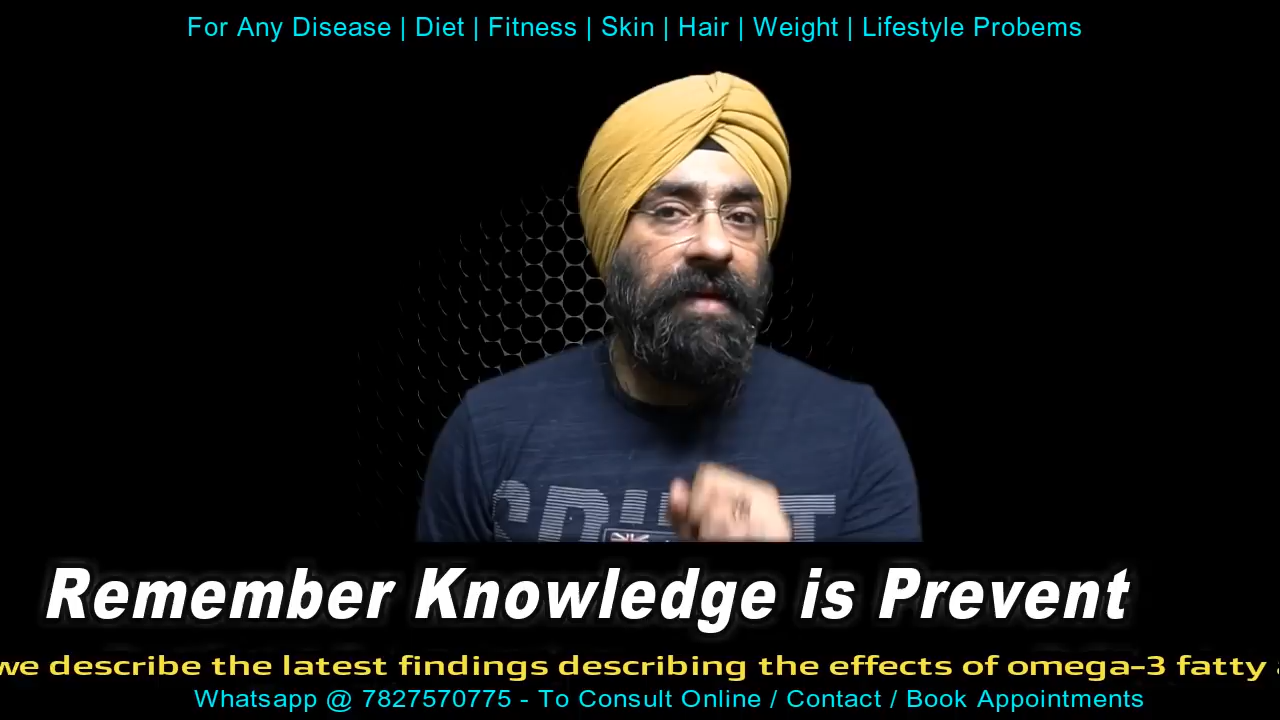 For Any Disease | Diet | Fitness | Skin | Hair | Weight | Lifestyle Probems
Remember Knowledge is Prevent
we describe the latest findings describing the effects of omega-3 fatty
Whatsapp @ 7827570775 - To Consult Online / Contact / Book Appointments